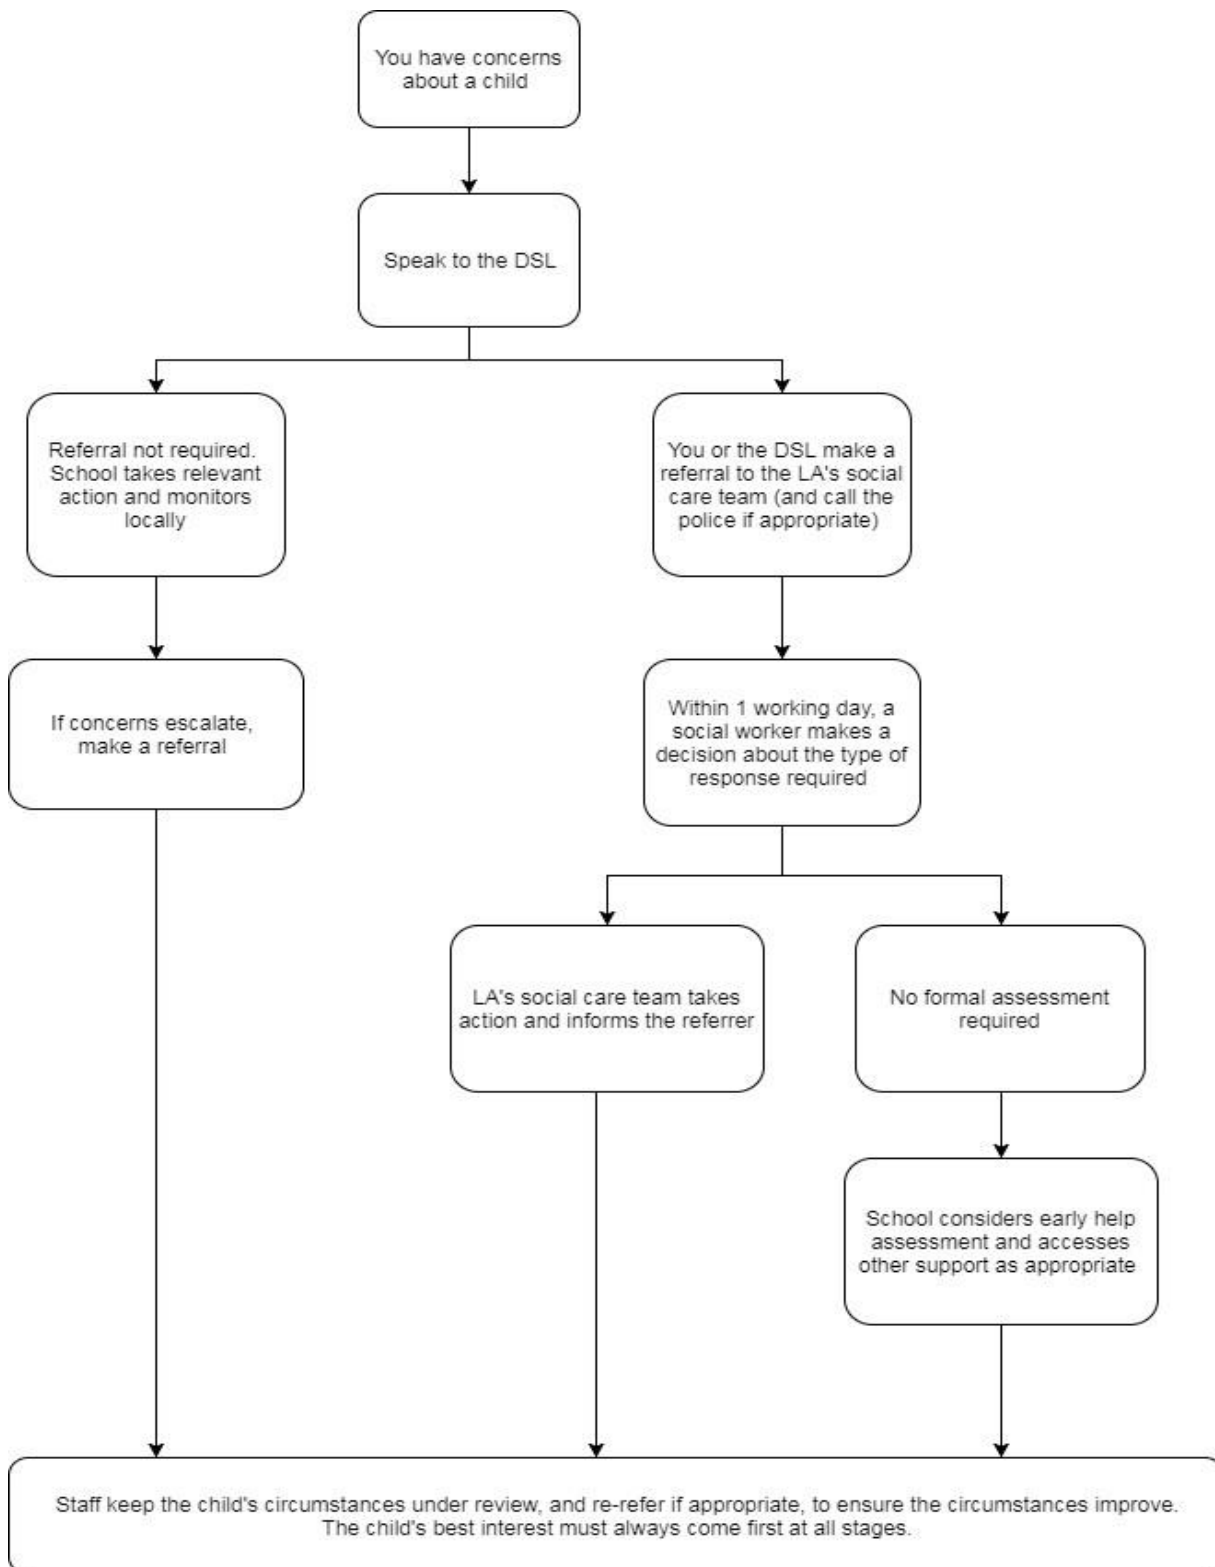 You have concerns
about a child
Speak to the DSL
Referral not required.
School takes relevant
action and monitors
locally
You or the DSL make a
referral to the LA's social
care team (and call the
police if appropriate)
If concerns escalate,
make a referral
Within 1 working day, a
social worker makes a
decision about the type of
response required
LA's social care team takes
action and informs the referrer
No formal assessment
required
School considers early help
assessment and accesses
other support as appropriate
Staff keep the child's circumstances under review, and re-refer if appropriate, to ensure the circumstances improve.
The child's best interest must always come first at all stages.